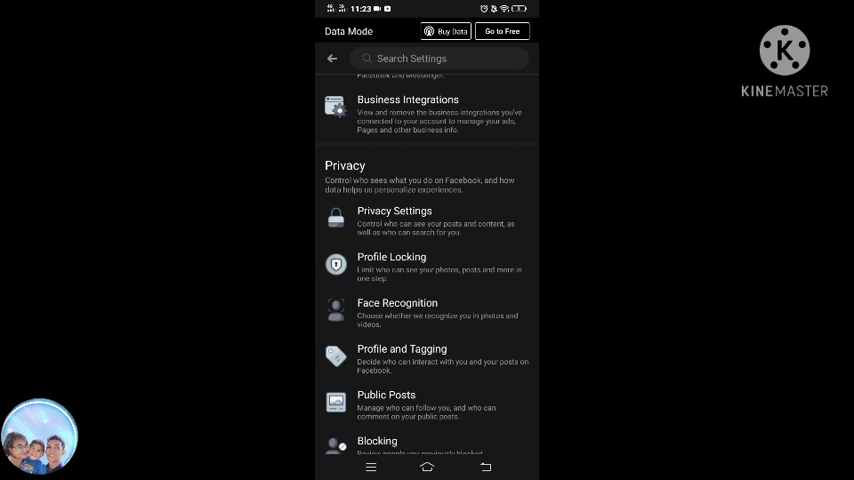 11:23
Data Mode
Buy Data
Go to Free
Search Settings
Facebook and Messenger.
Business Integrations
View and remove the business integrations you've
connected to your account to manage your ads,
Pages and other business info.
Privacy
Control who sees what you do on Facebook, and how
data helps us personalize experiences.
Privacy Settings
Control who can see your posts and content, as
well as who can search for you.
Profile Locking
Limit who can see your photos, posts and more in
one step.
Face Recognition
Choose whether we recognize you in photos and
videos.
Profile and Tagging
Decide who can interact with you and your posts on
Facebook.
Public Posts
Manage who can follow you, and who can
comment on your public posts.
Blocking
Review people you previously blocked
K
KINEMASTER